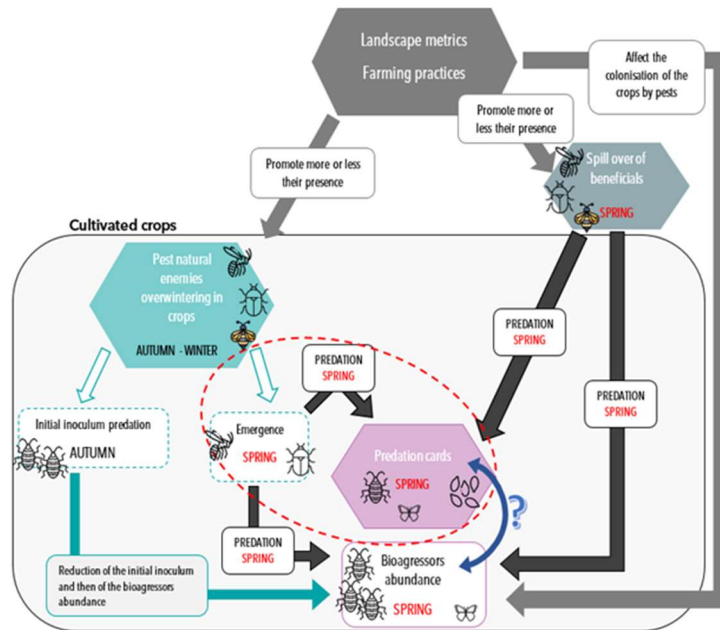 Landscape metrics
Farming practices
Affect the
colonisation of the
crops by pests
Promote more or
less their presence
Promote more or less
their presence
Spill over of
beneficials
SPRING
Cultivated crops
Pest natural
enemies
overwintering in
crops
AUTUMN - WINTER
PREDATION
SPRING
PREDATION
SPRING
PREDATION
SPRING
Initial inoculum predation
AUTUMN
Emergence
SPRING
Predation cards
SPRING
?
PREDATION
SPRING
Reduction of the initial inoculum
and then of the bioagressors
abundance
Bioagressors
abundance
SPRING